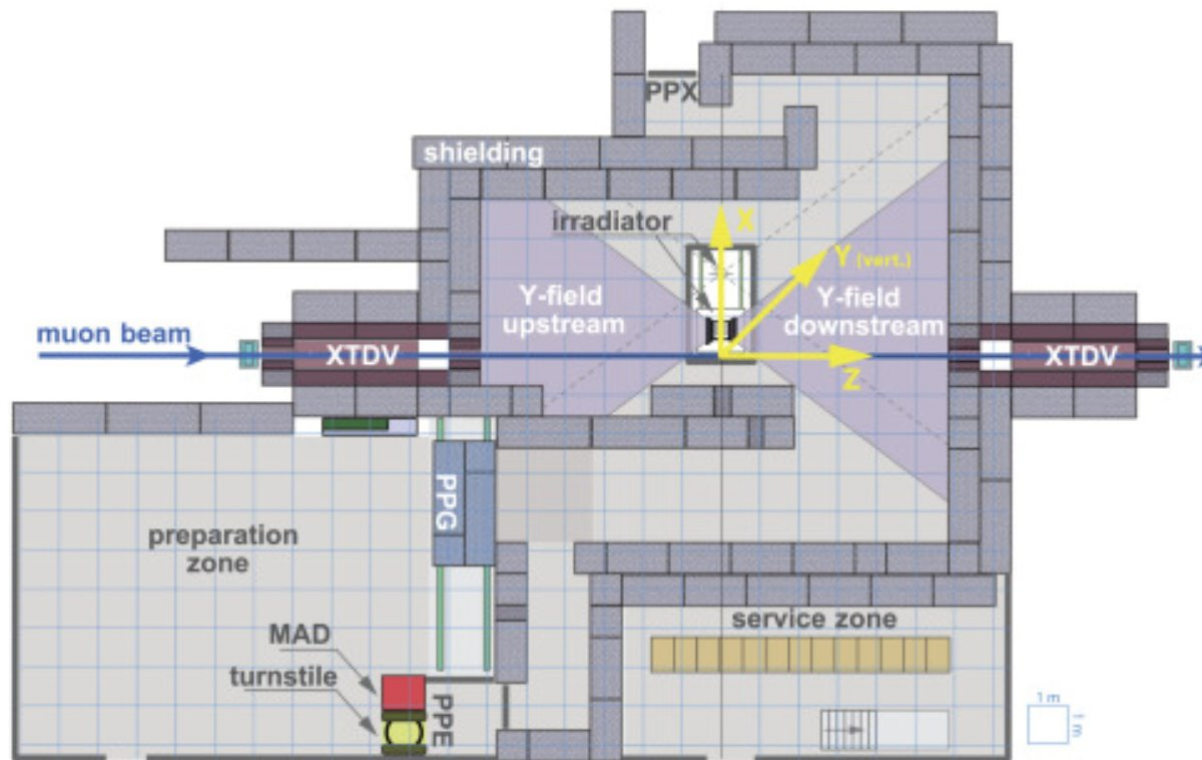 PPX
shielding
irradiator
X
Y (vert.)
Y-field
upstream
Y-field
downstream
muon beam
XTDV
XTDV
Z
PPG
preparation
zone
service zone
MAD
turnstile
PPE
1 m
1 m